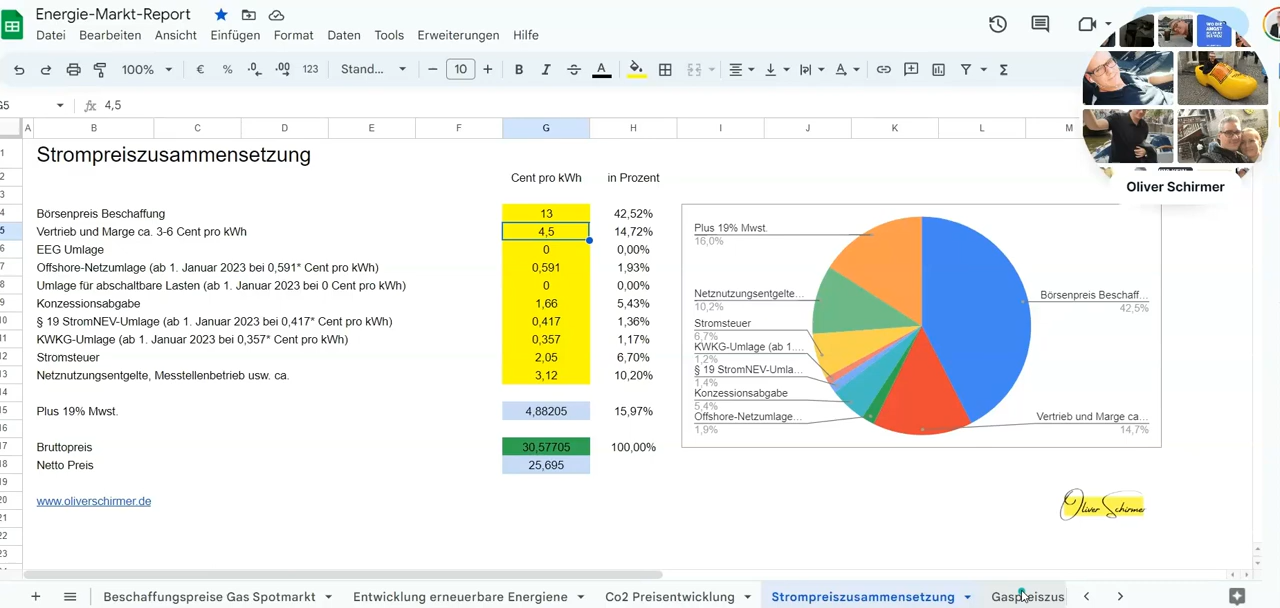 Energie-Markt-Report
Datei Bearbeiten Ansicht Einfügen Format Daten Tools Erweiterungen Hilfe
100% € % .0 .00 123 Stand... 10 B I A
G5 fx 4,5
A B C D E F G H I J K L M
Strompreiszusammensetzung
Cent pro kWh in Prozent
Börsenpreis Beschaffung 13 42,52%
Vertrieb und Marge ca. 3-6 Cent pro kWh 4,5 14,72%
EEG Umlage 0 0,00%
Offshore-Netzumlage (ab 1. Januar 2023 bei 0,591* Cent pro kWh) 0,591 1,93%
Umlage für abschaltbare Lasten (ab 1. Januar 2023 bei 0 Cent pro kWh) 0 0,00%
Konzessionsabgabe 1,66 5,43%
§ 19 StromNEV-Umlage (ab 1. Januar 2023 bei 0,417* Cent pro kWh) 0,417 1,36%
KWKG-Umlage (ab 1. Januar 2023 bei 0,357* Cent pro kWh) 0,357 1,17%
Stromsteuer 2,05 6,70%
Netznutzungsentgelte, Messtellenbetrieb usw. ca. 3,12 10,20%
Plus 19% Mwst. 4,88205 15,97%
Bruttopreis 30,57705 100,00%
Netto Preis 25,695
www.oliverschirmer.de
Plus 19% Mwst.
16,0%
Netznutzungsentgelte...
10,2%
Stromsteuer
6,7%
KWKG-Umlage (ab 1....
1,2%
§ 19 StromNEV-Umla...
1,4%
Konzessionsabgabe
5,4%
Offshore-Netzumlage...
1,9%
Börsenpreis Beschaff...
42,5%
Vertrieb und Marge ca...
14,7%
Oliver Schirmer
Oliver Schirmer
Beschaffungspreise Gas Spotmarkt Entwicklung erneuerbare Energiene Co2 Preisentwicklung Strompreiszusammensetzung Gaspreiszus